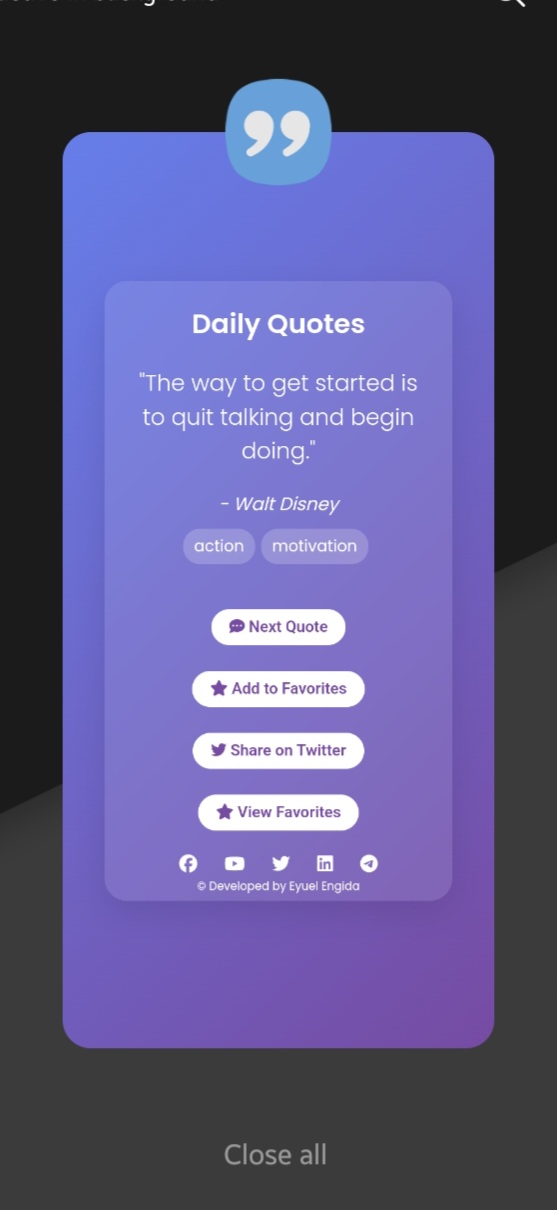 Daily Quotes
"The way to get started is
to quit talking and begin
doing."
- Walt Disney
action motivation
Next Quote
Add to Favorites
Share on Twitter
View Favorites
© Developed by Eyuel Engida
Close all